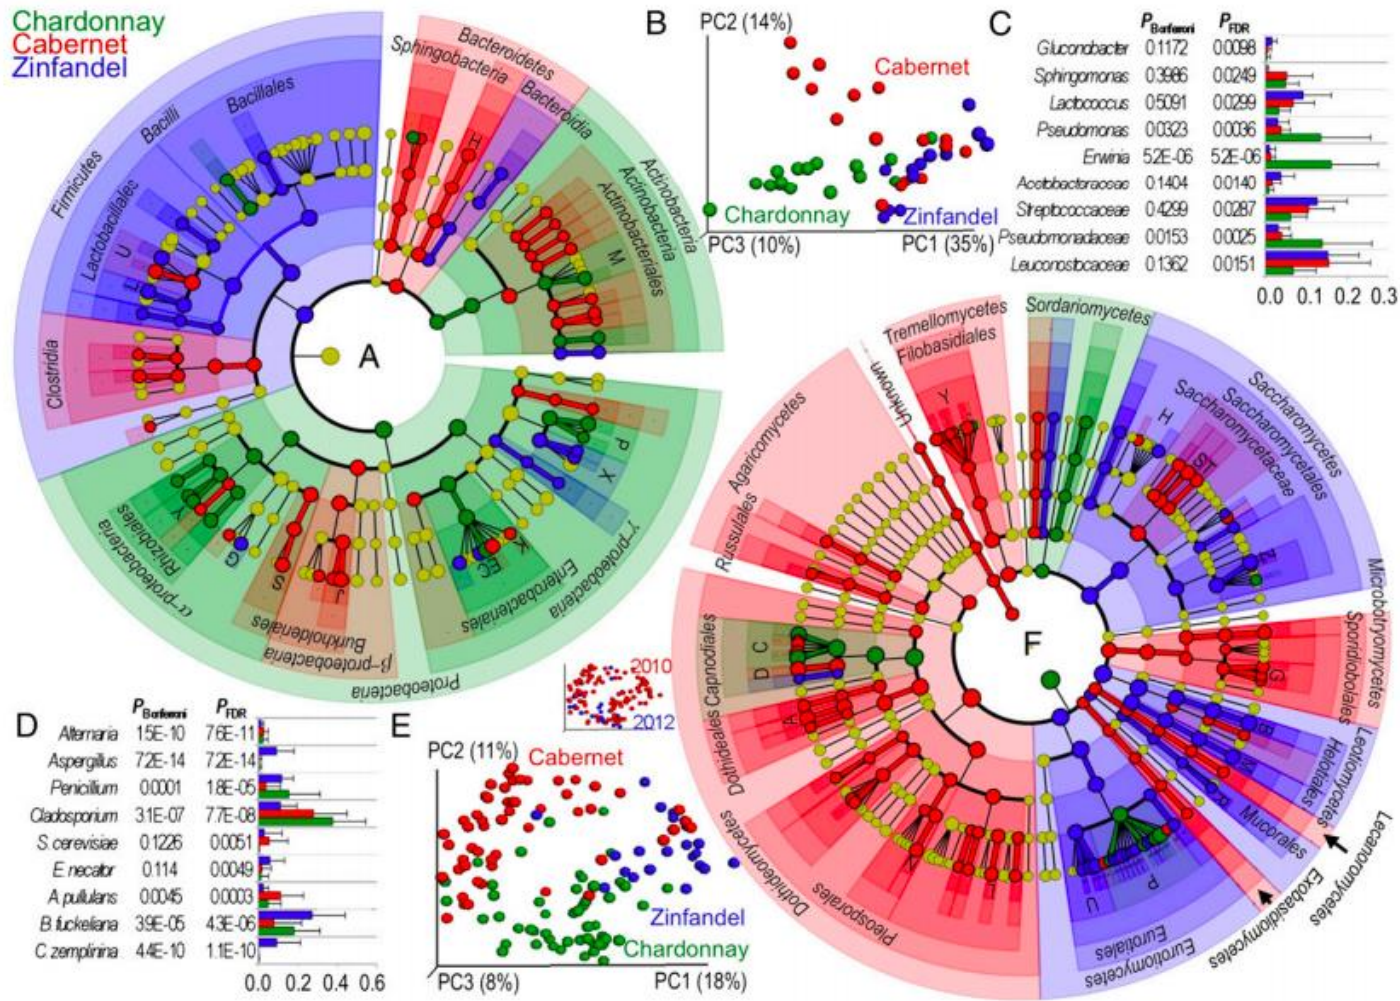 Chardonnay
Cabernet
Zinfandel
A
Firmicutes
Bacilli
Bacillales
Lactobacillales
U
Clostridia
Bacteroidetes
Sphingobacteria
H
Bacteroidia
Actinobacteria
Actinobacteria
Actinobacteriales
M
P
X
γ-proteobacteria
Enterobacteriales
K
EC
Proteobacteria
β-proteobacteria
Burkholderiales
J
S
G
Y
Rhizobiales
α-proteobacteria
B
PC2 (14%)
Cabernet
Chardonnay
Zinfandel
PC3 (10%)
PC1 (35%)
C
P Bonferroni P FDR
Gluconobacter 0.1172 0.0098
Sphingomonas 0.3986 0.0249
Lactococcus 0.5091 0.0299
Pseudomonas 0.0323 0.0036
Erwinia 5.2E-06 5.2E-06
Acetobacteraceae 0.1404 0.0140
Streptococcaceae 0.4299 0.0287
Pseudomonadaceae 0.0153 0.0025
Leuconostocaceae 0.1362 0.0151
0.0 0.1 0.2 0.3
D
P Bonferroni P FDR
Alternaria 1.5E-10 7.6E-11
Aspergillus 7.2E-14 7.2E-14
Penicillium 0.0001 1.8E-05
Cladosporium 3.1E-07 7.7E-08
S. cerevisiae 0.1226 0.0051
E. necator 0.114 0.0049
A. pullulans 0.0045 0.0003
B. fuckeliana 3.9E-05 4.3E-06
C. zemplinina 4.4E-10 1.1E-10
0.0 0.2 0.4 0.6
E
2010
2012
PC2 (11%)
Cabernet
Zinfandel
Chardonnay
PC3 (8%)
PC1 (18%)
F
Unknown
Tremellomycetes
Filobasidiales
Y
Sordariomycetes
Saccharomycetes
Saccharomycetales
Saccharomycetaceae
H
ST
Microbotryomycetes
Sporidiobolales
G
Leotiomycetes
Helotiales
Mucorales
Lecanoromycetes
Exobasidiomycetes
Eurotiomycetes
Eurotiales
P
U
Pleosporales
Dothideomycetes
Dothideales
Capnodiales
A
D C
Russulales
Agaricomycetes